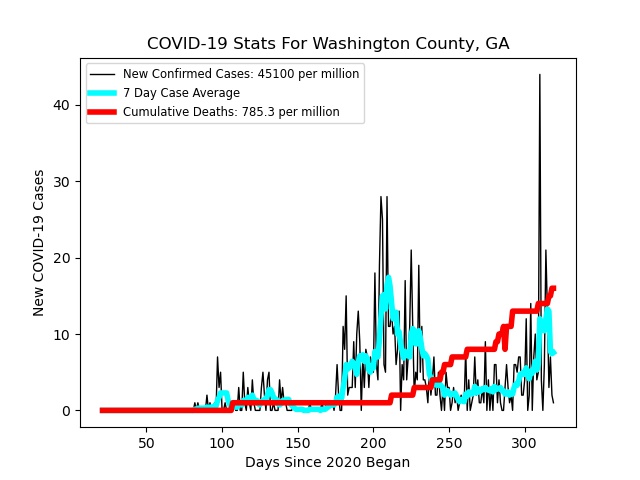 COVID-19 Stats For Washington County, GA
New Confirmed Cases: 45100 per million
7 Day Case Average
Cumulative Deaths: 785.3 per million
New COVID-19 Cases
40
30
20
10
0
50
100
150
200
250
300
Days Since 2020 Began